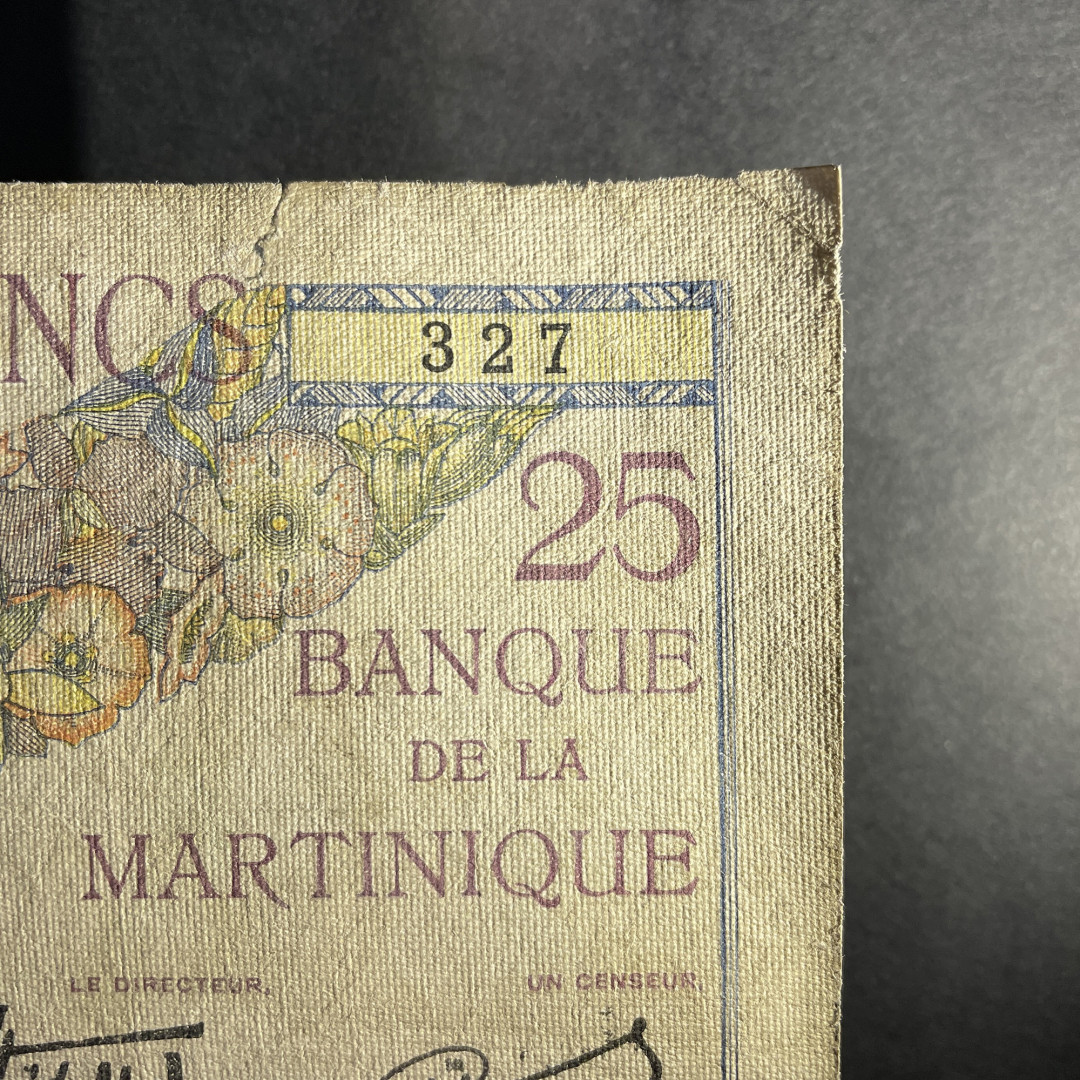 NCS
327
25
BANQUE
DE LA
MARTINIQUE
LE DIRECTEUR, UN CENSEUR,